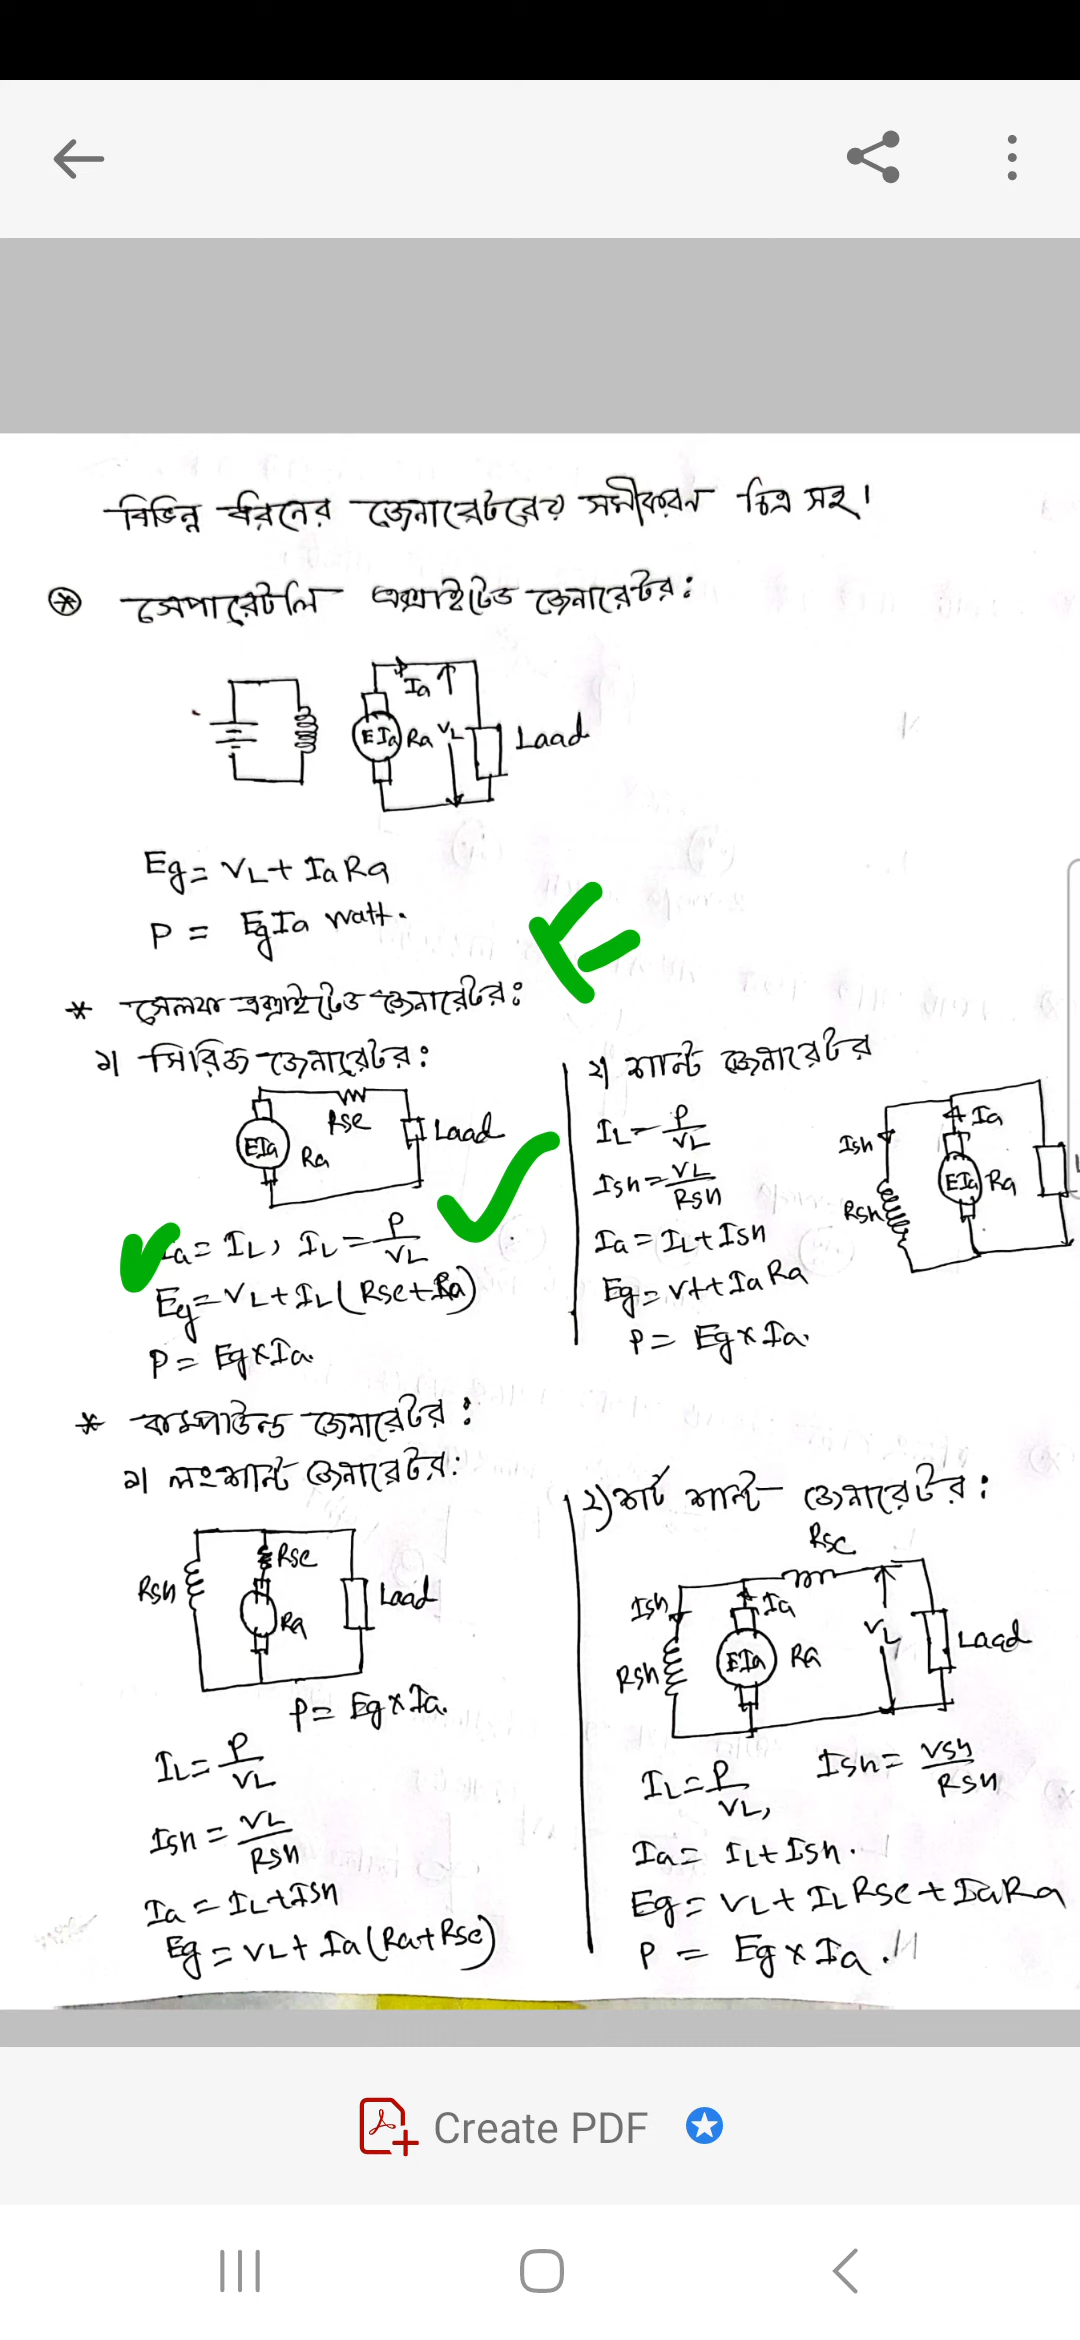 বিভিন্ন ধরনের জেনারেটরের সমীকরন চিত্র সহ।
সেপারেটলি এক্সাইটেড জেনারেটর:
Ia
EIa Ra VL Load
Eg = VL + IaRa
P = EgIa watt.
* সেলফ এক্সাইটেড জেনারেটর:
১) সিরিজ জেনারেটর:
Rse
EIa Ra Load
Ia = IL, IL = P/VL
Eg = VL + IL(Rse + Ra)
P = Eg x Ia.
২) শান্ট জেনারেটর
IL = P/VL
Ish = VL/Rsh
Ia = IL + Ish
Eg = Vt + IaRa
P = Eg x Ia.
Ia
Ish
EIa Ra
Rsh
* কম্পাউন্ড জেনারেটর:
১) লংশান্ট জেনারেটর:
Rse
Rsh Load
Ra
P = Eg x Ia.
IL = P/VL
Ish = VL/Rsh
Ia = IL + Ish
Eg = VL + Ia(Ra + Rse)
২) শর্ট শান্ট জেনারেটর:
Rse
Ish Ia
VL Load
Rsh EIa Ra
IL = P/VL, Ish = Vsh/Rsh
Ia = IL + Ish.
Eg = VL + ILRse + IaRa
P = Eg x Ia.
Create PDF